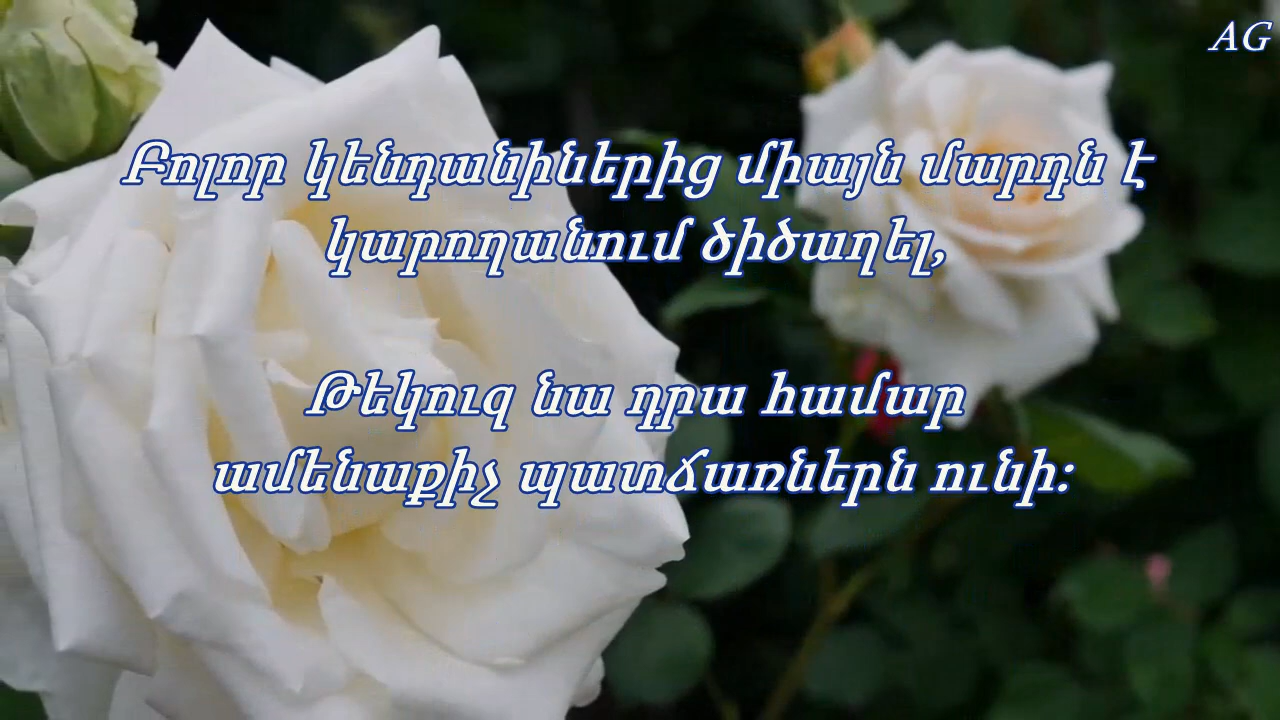 AG
Բոլոր կենդանիներից միայն մարդն է
կարողանում ծիծաղել,
Թեկուզ նա դրա համար
ամենաքիչ պատճառներն ունի: